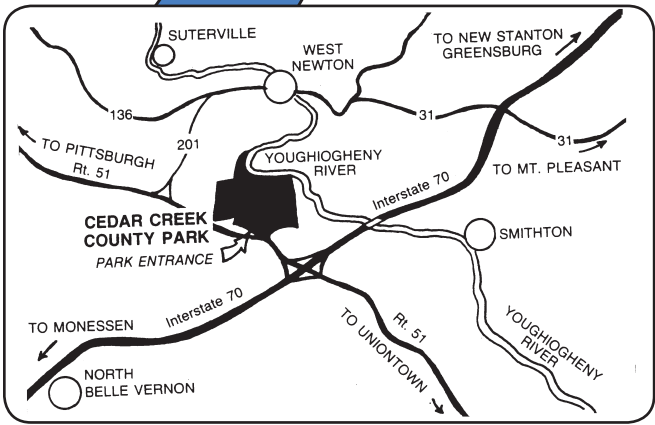 SUTERVILLE
WEST
NEWTON
TO NEW STANTON
GREENSBURG
136
31
31
201
TO PITTSBURGH
Rt. 51
YOUGHIOGHENY
RIVER
TO MT. PLEASANT
Interstate 70
CEDAR CREEK
COUNTY PARK
PARK ENTRANCE
SMITHTON
Interstate 70
TO MONESSEN
Rt. 51
TO UNIONTOWN
YOUGHIOGHENY
RIVER
NORTH
BELLE VERNON